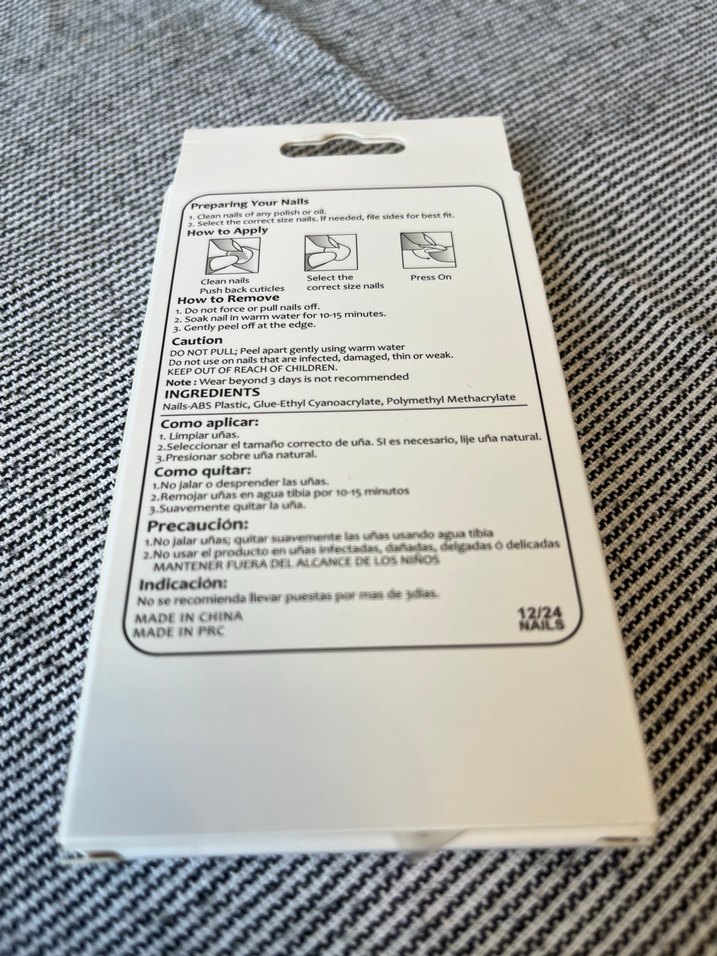 Preparing Your Nails
1. Clean nails of any polish or oil.
2. Select the correct size nails. If needed, file sides for best fit.
How to Apply
Clean nails
Push back cuticles
Select the
correct size nails
Press On
How to Remove
1. Do not force or pull nails off.
2. Soak nail in warm water for 10-15 minutes.
3. Gently peel off at the edge.
Caution
DO NOT PULL; Peel apart gently using warm water
Do not use on nails that are infected, damaged, thin or weak.
KEEP OUT OF REACH OF CHILDREN.
Note : Wear beyond 3 days is not recommended
INGREDIENTS
Nails-ABS Plastic, Glue-Ethyl Cyanoacrylate, Polymethyl Methacrylate
Como aplicar:
1. Limpiar uñas.
2.Seleccionar el tamaño correcto de uña. SI es necesario, lije uña natural.
3.Presionar sobre uña natural.
Como quitar:
1.No jalar o desprender las uñas.
2.Remojar uñas en agua tibia por 10-15 minutos
3.Suavemente quitar la uña.
Precaución:
1.No jalar uñas; quitar suavemente las uñas usando agua tibia
2.No usar el producto en uñas infectadas, dañadas, delgadas ó delicadas
MANTENER FUERA DEL ALCANCE DE LOS NIÑOS
Indicación:
No se recomienda llevar puestas por mas de 3días.
MADE IN CHINA
MADE IN PRC
12/24
NAILS